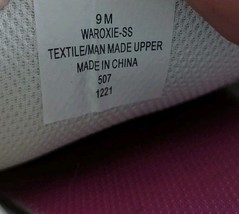 9 M
WAROXIE-SS
TEXTILE/MAN MADE UPPER
MADE IN CHINA
507
1221